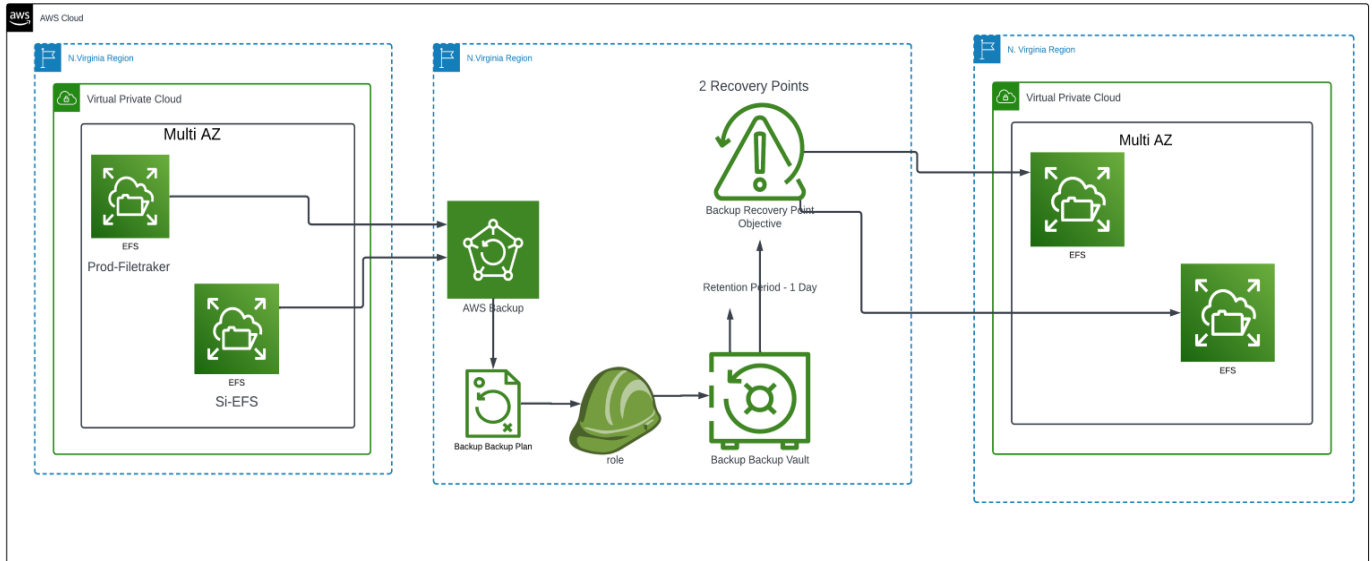 aws
AWS Cloud
N.Virginia Region
Virtual Private Cloud
Multi AZ
EFS
Prod-Filetraker
EFS
Si-EFS
N.Virginia Region
2 Recovery Points
Backup Recovery Point
Objective
Retention Period - 1 Day
AWS Backup
Backup Backup Plan
role
Backup Backup Vault
N. Virginia Region
Virtual Private Cloud
Multi AZ
EFS
EFS